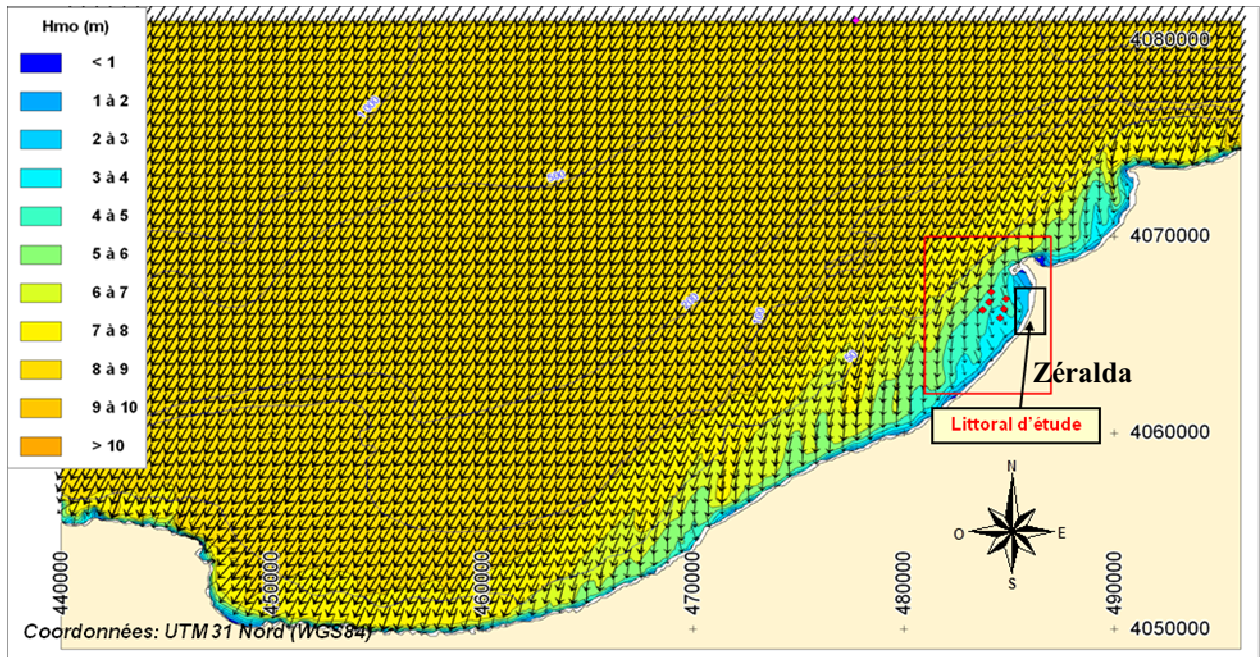 Hmo (m)
< 1
1 à 2
2 à 3
3 à 4
4 à 5
5 à 6
6 à 7
7 à 8
8 à 9
9 à 10
> 10
4080000
500
4070000
Zéralda
Littoral d'étude
4060000
N
O
E
S
440000
450000
460000
470000
480000
490000
4050000
Coordonnées: UTM 31 Nord (WGS84)